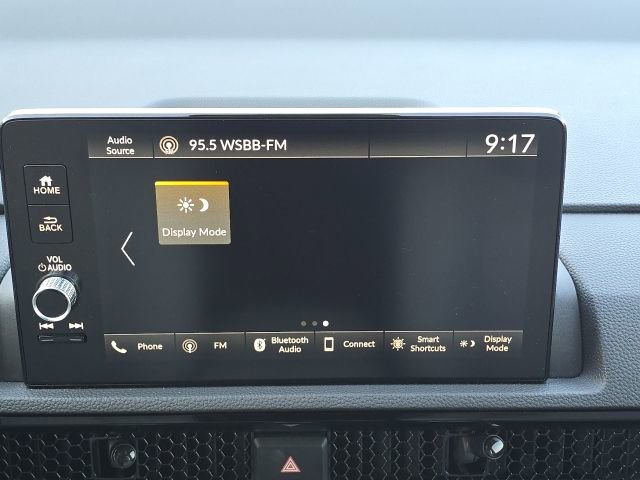 Audio
Source
95.5 WSBB-FM
9:17
HOME
BACK
VOL
AUDIO
Display Mode
Phone
FM
Bluetooth
Audio
Connect
Smart
Shortcuts
Display
Mode